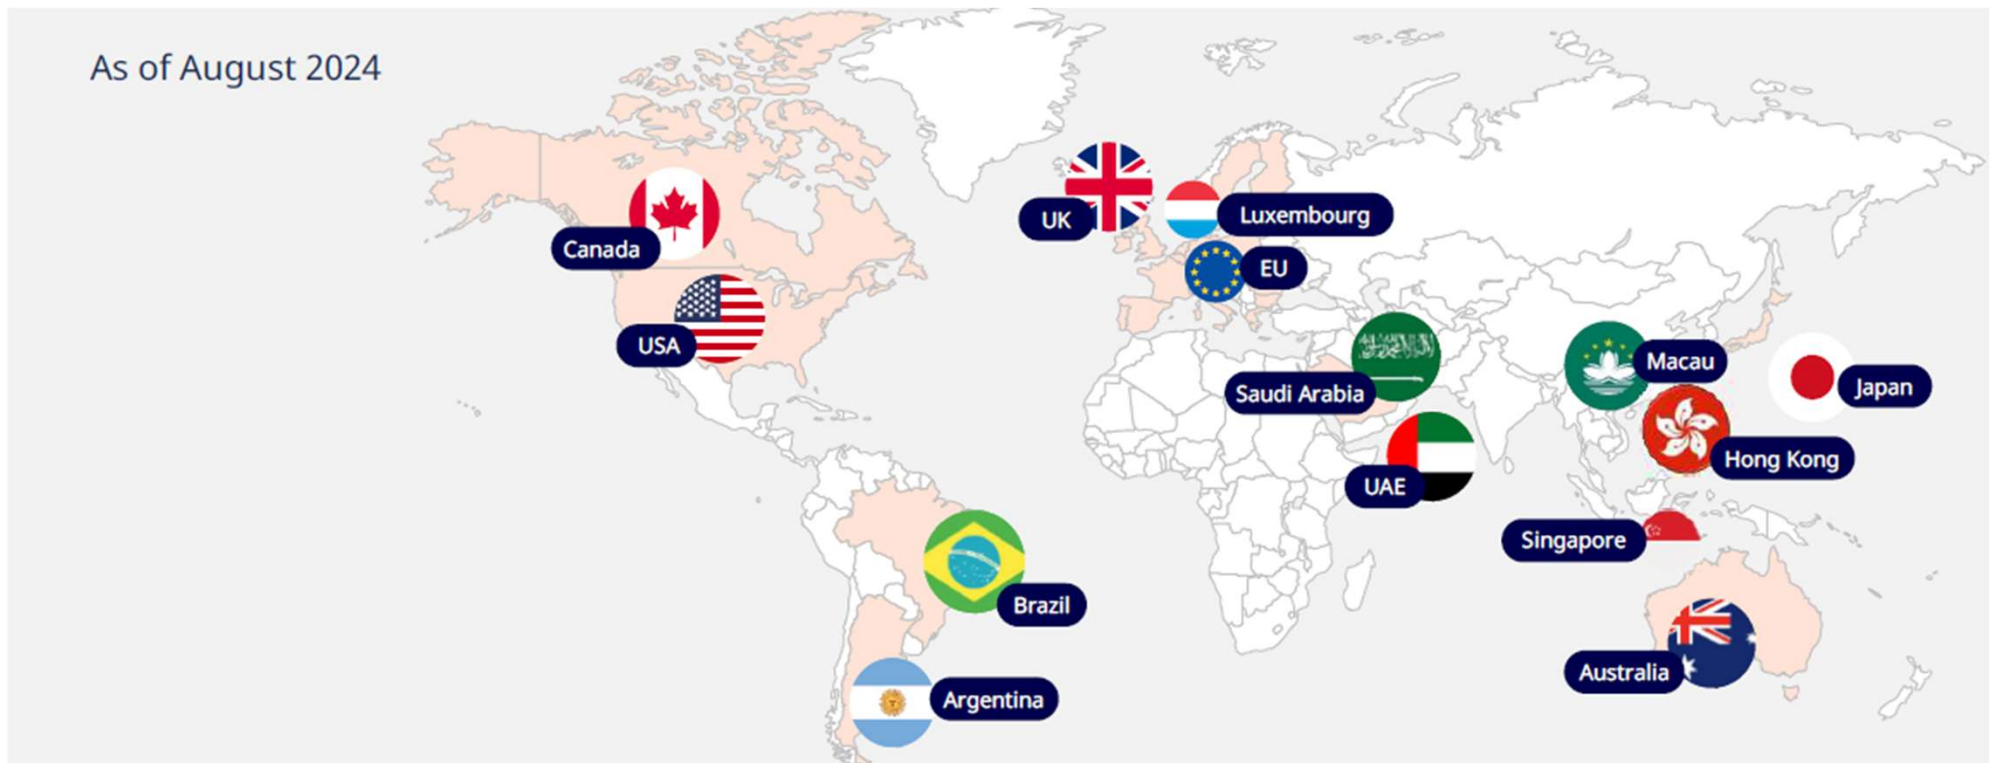 As of August 2024
UK
Luxembourg
Canada
EU
USA
Macau
Saudi Arabia
Japan
Hong Kong
UAE
Singapore
Brazil
Australia
Argentina